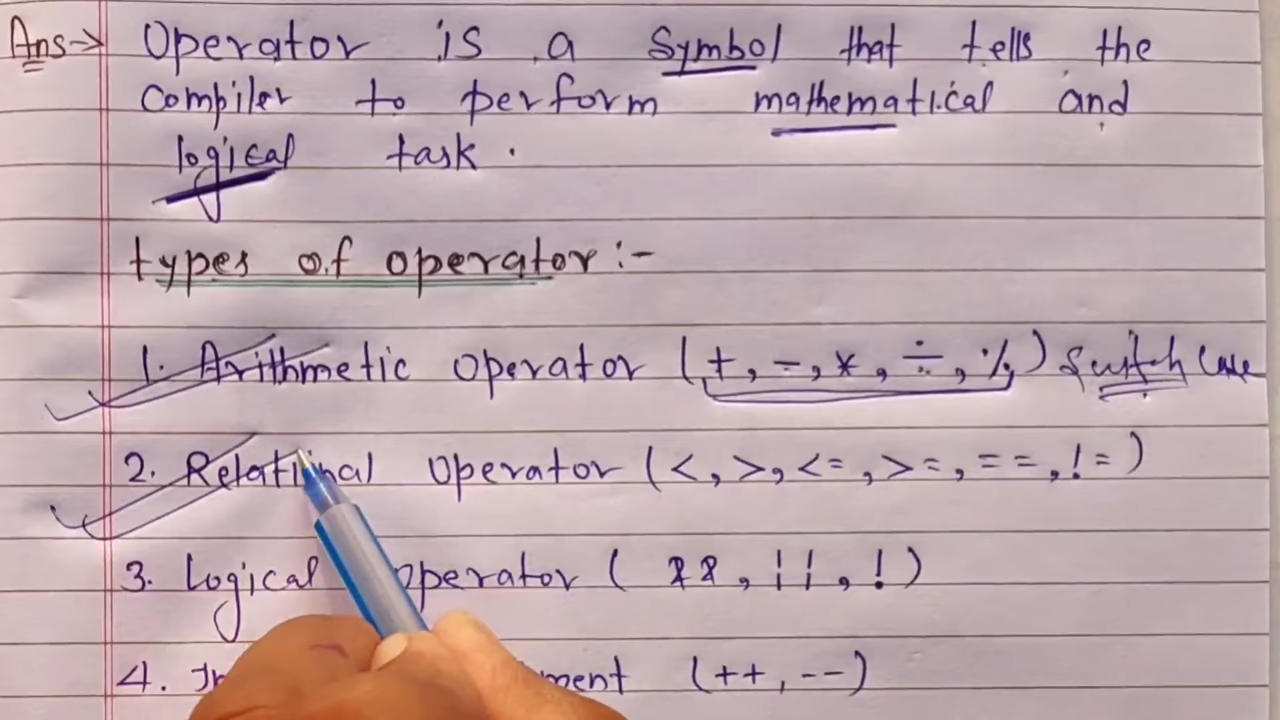 Ans→ Operator is a Symbol that tells the
compiler to perform mathematical and
logical task.
types of operator :-
1. Arithmetic operator (+, -, *, ÷, %) Switch Case
2. Relational operator (<, >, <=, >=, ==, !=)
3. Logical operator ( &&, ||, ! )
4. (++, --)